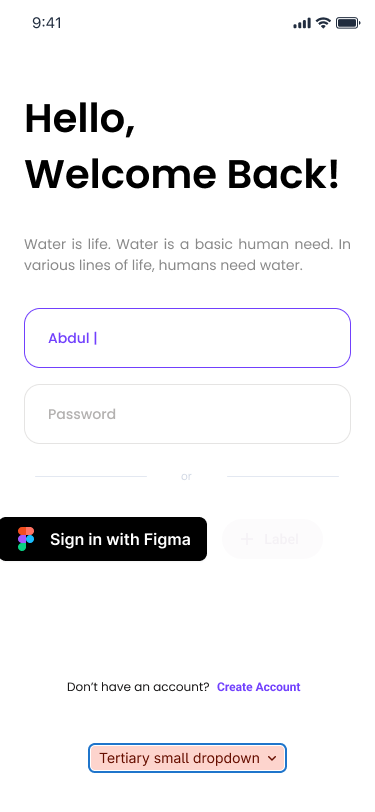 9:41
Hello,
Welcome Back!
Water is life. Water is a basic human need. In
various lines of life, humans need water.
Abdul |
Password
or
Sign in with Figma
+ Label
Don't have an account? Create Account
Tertiary small dropdown